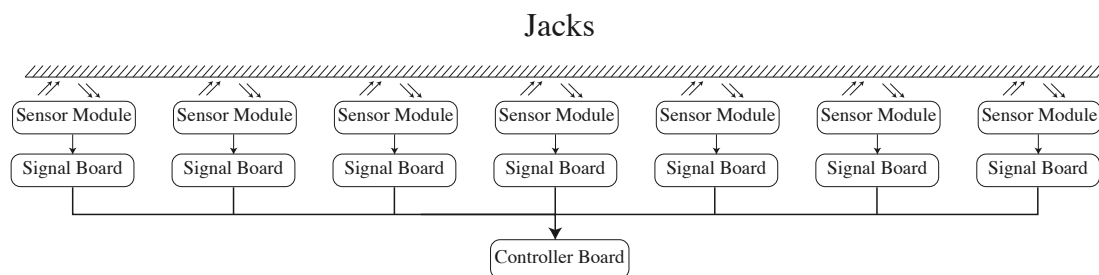 Jacks
Sensor Module Sensor Module Sensor Module Sensor Module Sensor Module Sensor Module Sensor Module
Signal Board Signal Board Signal Board Signal Board Signal Board Signal Board Signal Board
Controller Board